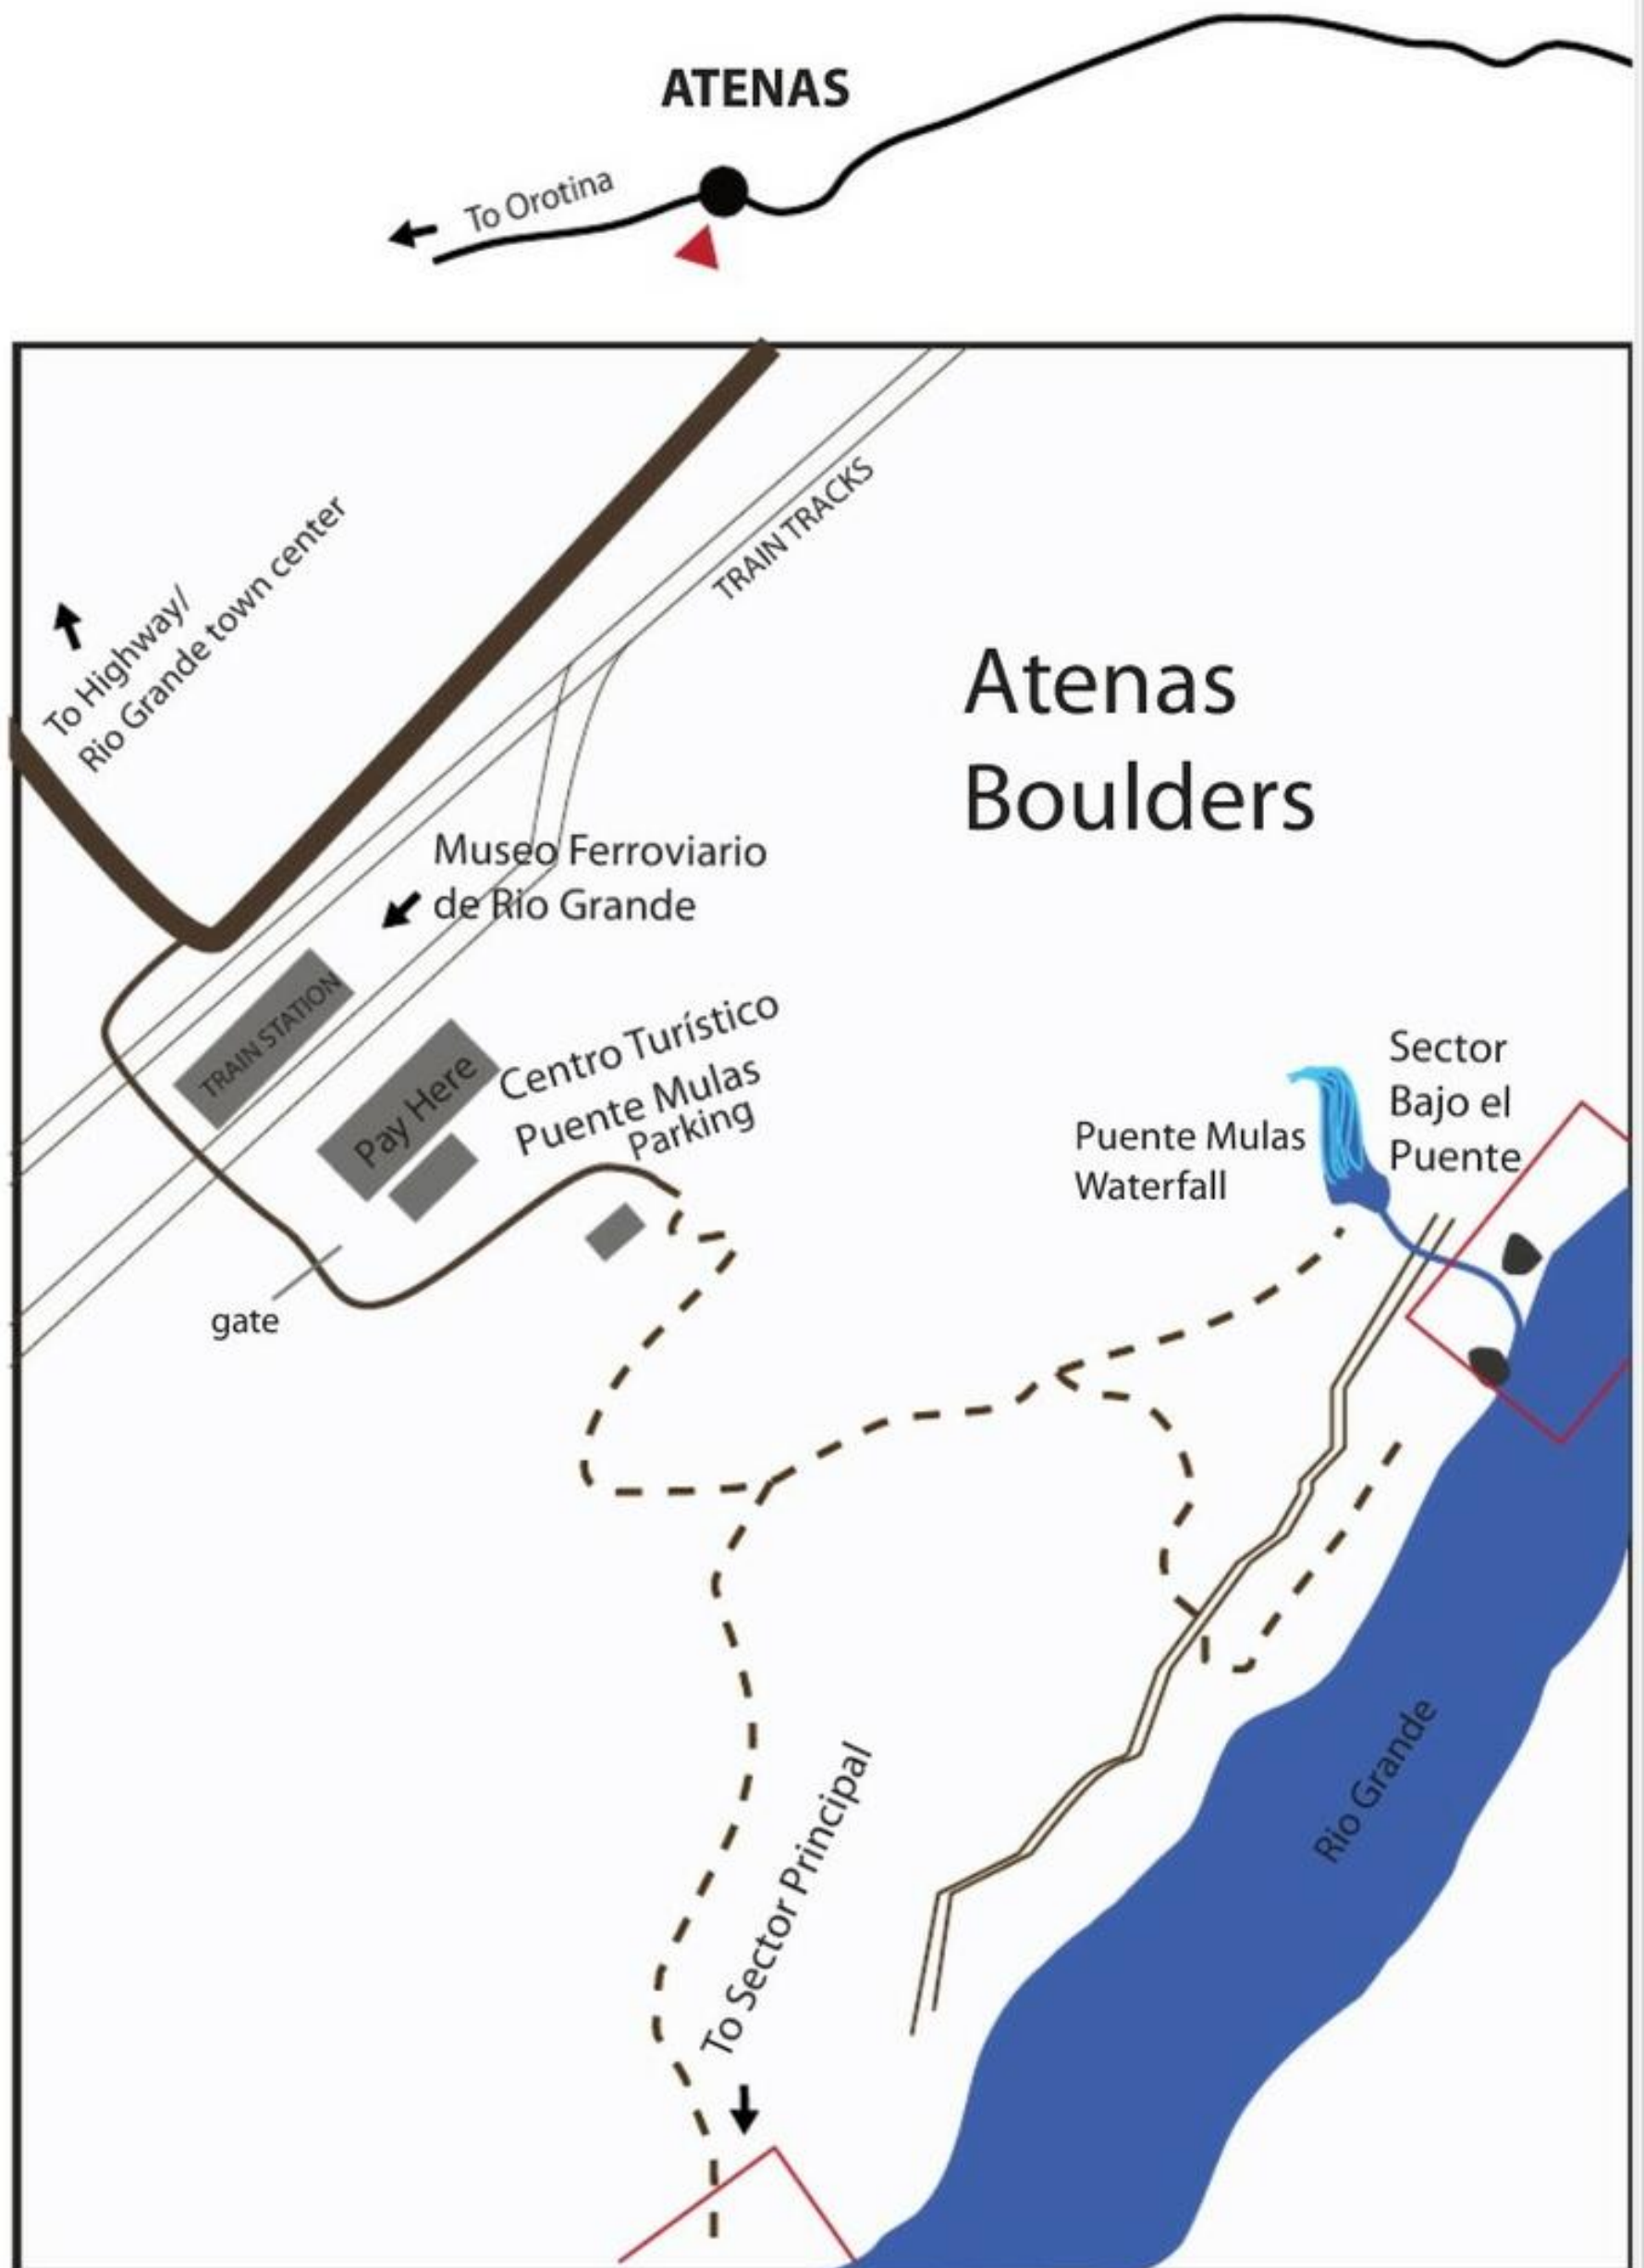 ATENAS
To Orotina
TRAIN TRACKS
To Highway/
Rio Grande town center
Atenas
Boulders
Museo Ferroviario
de Rio Grande
TRAIN STATION
Pay Here
Centro Turístico
Puente Mulas
Parking
gate
Puente Mulas
Waterfall
Sector
Bajo el
Puente
Rio Grande
To Sector Principal